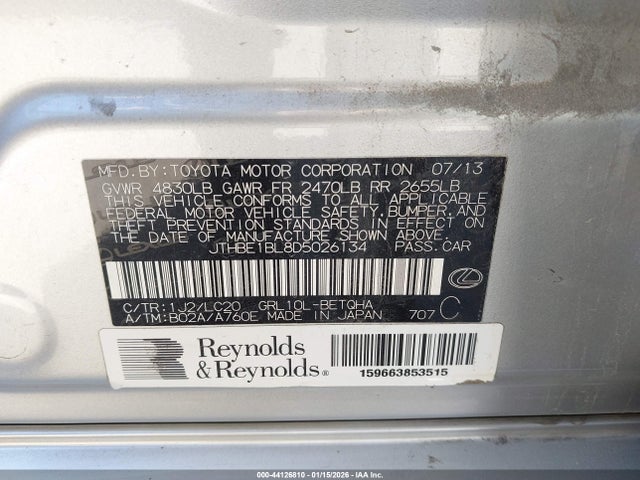 MFD.BY:TOYOTA MOTOR CORPORATION 07/13
GVWR 4830LB GAWR FR 2470LB RR 2655LB
THIS VEHICLE CONFORMS TO ALL APPLICABLE
FEDERAL MOTOR VEHICLE SAFETY,BUMPER,AND
THEFT PREVENTION STANDARDS IN EFFECT ON
THE DATE OF MANUFACTURE SHOWN ABOVE.
JTHBE1BL8D5026134 PASS.CAR
C/TR:1J2/LC20 GRL10L-BETQHA
A/TM:B02A/A760E MADE IN JAPAN 707 C
Reynolds
& Reynolds®
159663853515
000-44126810 - 01/15/2026 - IAA Inc.